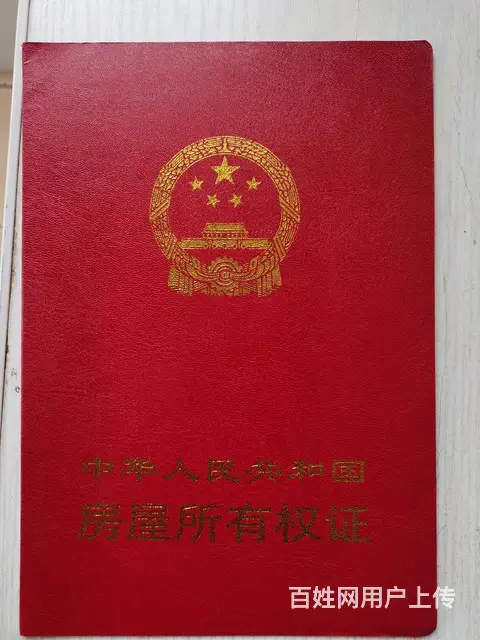 中华人民共和国
房屋所有权证
百姓网用户上传